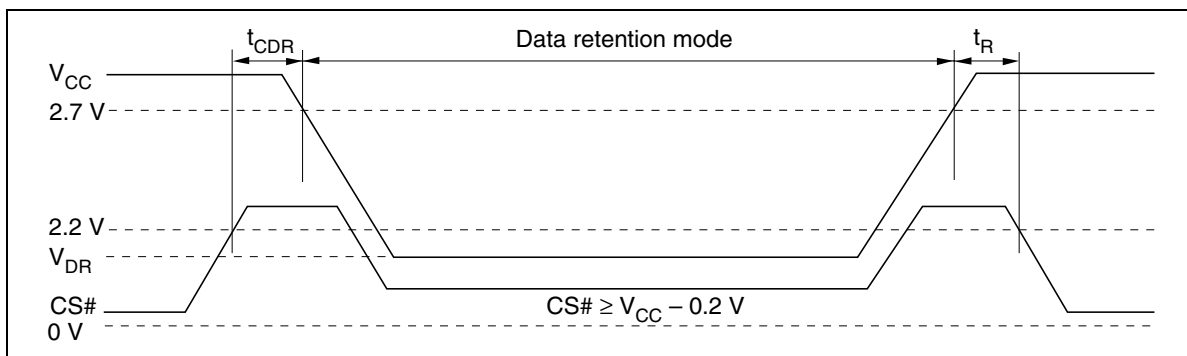 t_CDR Data retention mode t_R
V_CC
2.7 V
2.2 V
V_DR
CS# CS# ≥ V_CC – 0.2 V
0 V